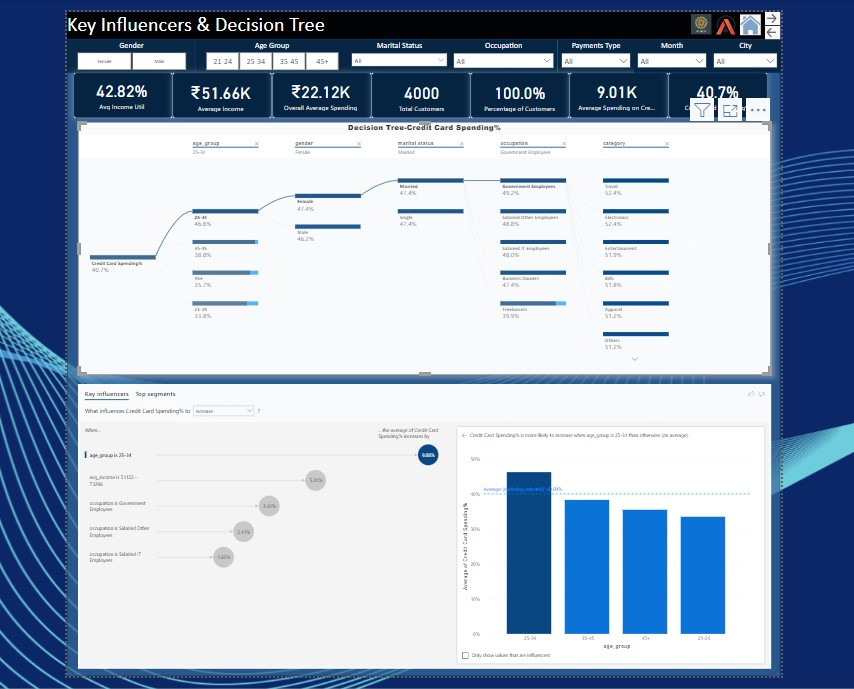 Key Influencers & Decision Tree
Gender
Age Group
Marital Status
Occupation
Payments Type
Month
City
Female
Male
21-24
25-34
35-45
45+
All
All
All
All
All
42.82%
Avg Income Util
₹51.66K
Average Income
₹22.12K
Overall Average Spending
4000
Total Customers
100.0%
Percentage of Customers
9.01K
Average Spending on Cre...
40.7%
Decision Tree-Credit Card Spending%
age_group
25-34
gender
Female
marital status
Married
occupation
Government Employees
category
Credit Card Spending%
40.7%
25-34
46.6%
35-45
38.8%
45+
35.7%
21-24
33.8%
Female
47.4%
Male
46.2%
Married
47.4%
Single
47.4%
Government Employees
49.2%
Salaried Other Employees
48.8%
Salaried IT Employees
48.0%
Business Owners
47.4%
Freelancers
39.9%
Travel
52.4%
Electronics
52.4%
Entertainment
51.9%
Bills
51.8%
Apparel
51.2%
Others
51.2%
Key influencers
Top segments
What influences Credit Card Spending% to
Increase
?
When...
...the average of Credit Card
Spending% increases by
age_group is 25-34
avg_income is 51122 -
occupation is Government
Employees
occupation is Salaried Other
Employees
occupation is Salaried IT
Employees
Credit Card Spending% is more likely to increase when age_group is 25-34 than otherwise (on average).
50%
40%
30%
20%
10%
0%
Average of Credit Card Spending%
25-34
35-45
45+
21-24
age_group
Only show values that are influencers